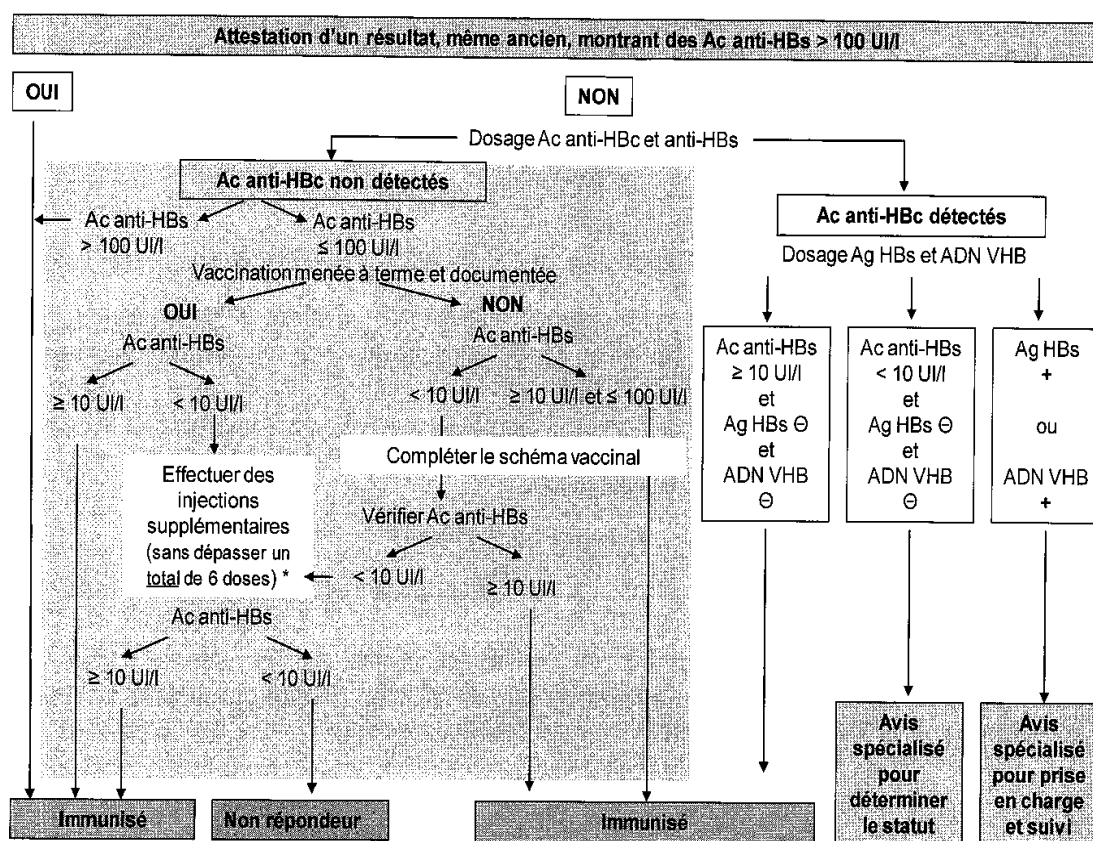 Attestation d'un résultat, même ancien, montrant des Ac anti-HBs > 100 UI/l
OUI
NON
Dosage Ac anti-HBc et anti-HBs
Ac anti-HBc non détectés
Ac anti-HBs
> 100 UI/l
Ac anti-HBs
≤ 100 UI/l
Vaccination menée à terme et documentée
OUI
Ac anti-HBs
≥ 10 UI/l
< 10 UI/l
NON
Ac anti-HBs
< 10 UI/l
≥ 10 UI/l et ≤ 100 UI/l
Effectuer des
injections
supplémentaires
(sans dépasser un
total de 6 doses) *
Compléter le schéma vaccinal
Vérifier Ac anti-HBs
< 10 UI/l
≥ 10 UI/l
Ac anti-HBs
≥ 10 UI/l
< 10 UI/l
Ac anti-HBc détectés
Dosage Ag HBs et ADN VHB
Ac anti-HBs
≥ 10 UI/l
et
Ag HBs ⊖
et
ADN VHB
⊖
Ac anti-HBs
< 10 UI/l
et
Ag HBs ⊖
et
ADN VHB
⊖
Ag HBs
+
ou
ADN VHB
+
Immunisé
Non répondeur
Immunisé
Avis
spécialisé
pour
déterminer
le statut
Avis
spécialisé
pour prise
en charge
et suivi